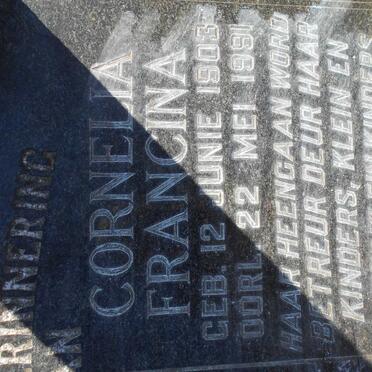 RINNERING
N
CORNELIA
FRANCINA
GEB. 12 JUNIE 1903
OORL. 22 MEI 1991
HAAR HEENGAAN WORD
BETREUR DEUR HAAR
KINDERS, KLEIN EN
KINDERS